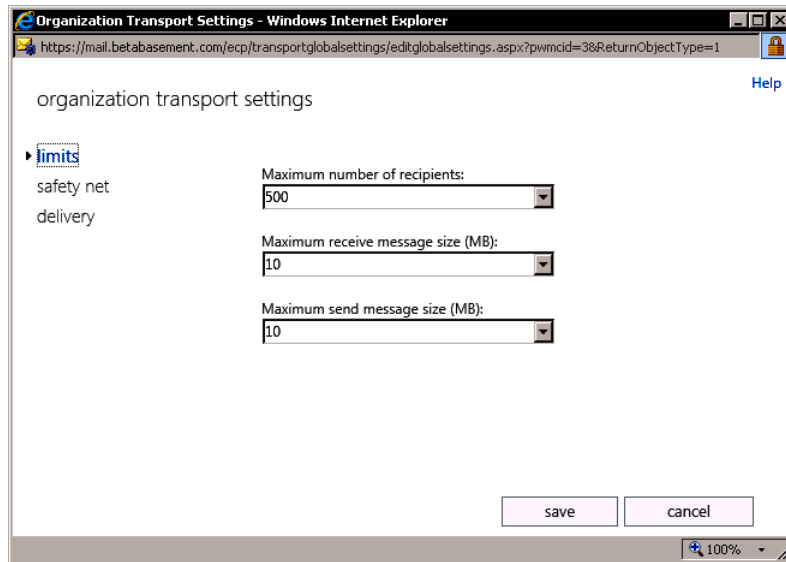 Organization Transport Settings - Windows Internet Explorer
https://mail.betabasement.com/ecp/transportglobalsettings/editglobalsettings.aspx?pwmcid=3&ReturnObjectType=1
Help
organization transport settings
limits
safety net
delivery
Maximum number of recipients:
500
Maximum receive message size (MB):
10
Maximum send message size (MB):
10
save cancel
100%